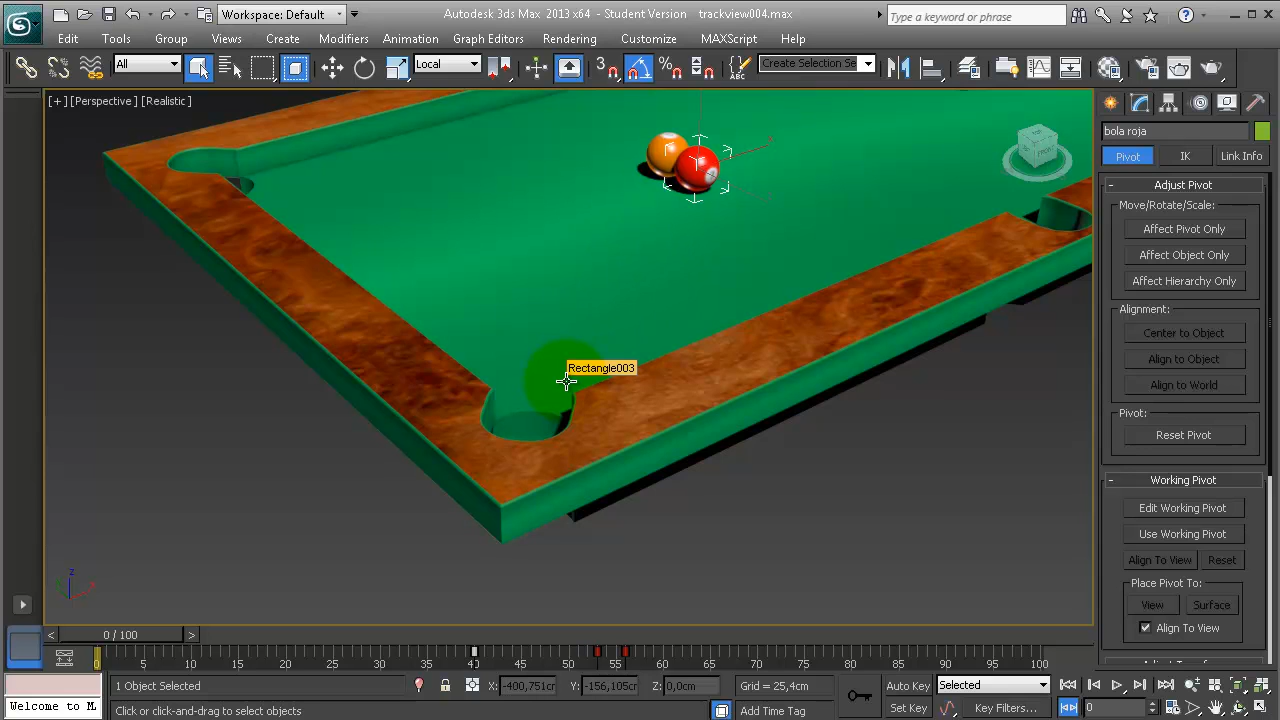 Workspace: Default
Autodesk 3ds Max 2013 x64 - Student Version trackview004.max
Type a keyword or phrase
Edit Tools Group Views Create Modifiers Animation Graph Editors Rendering Customize MAXScript Help
All
Local
3
Create Selection Se
[+] [Perspective] [Realistic]
bola roja
Pivot IK Link Info
- Adjust Pivot
Move/Rotate/Scale:
Affect Pivot Only
Affect Object Only
Affect Hierarchy Only
Alignment:
Center to Object
Align to Object
Align to World
Pivot:
Reset Pivot
- Working Pivot
Edit Working Pivot
Use Working Pivot
Align To View Reset
Place Pivot To:
View Surface
Align To View
TOP
FRONT
Rectangle003
z
< 0 / 100 >
0 5 10 15 20 25 30 35 40 45 50 55 60 65 70 75 80 85 90 95 100
1 Object Selected X: -400,751cm Y: -156,105cm Z: 0,0cm Grid = 25,4cm Auto Key Selected
Welcome to M Click or click-and-drag to select objects Add Time Tag Set Key Key Filters... 0